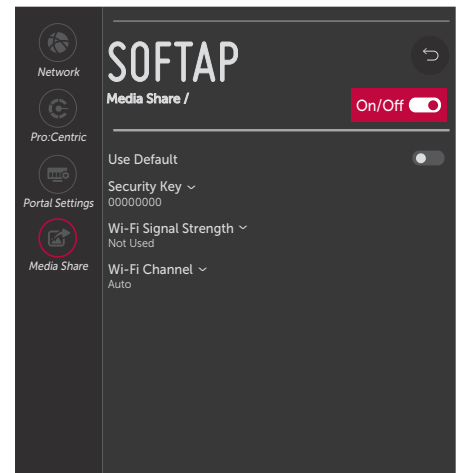 Network
Pro:Centric
Portal Settings
Media Share
SOFTAP
Media Share /
On/Off
Use Default
Security Key
00000000
Wi-Fi Signal Strength
Not Used
Wi-Fi Channel
Auto